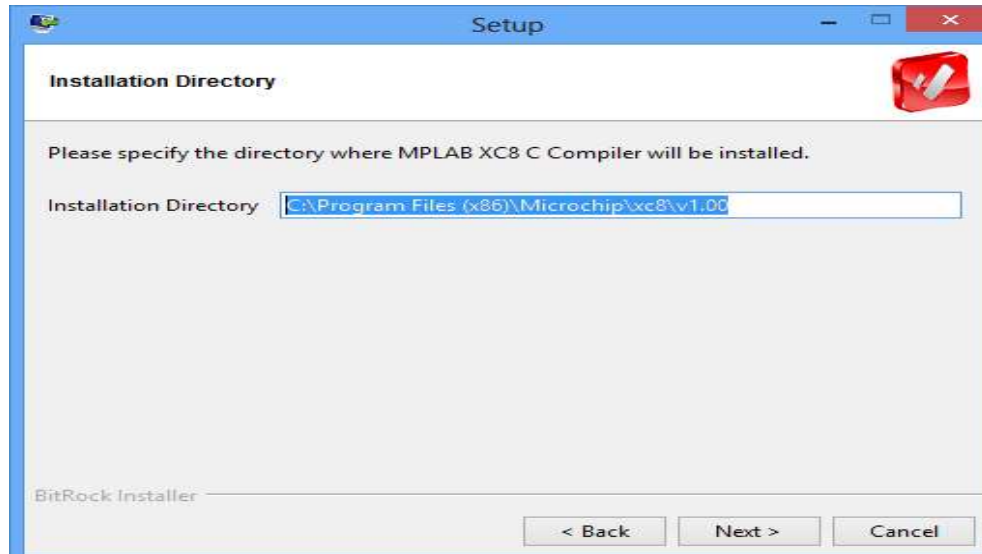 Setup
Installation Directory
Please specify the directory where MPLAB XC8 C Compiler will be installed.
Installation Directory C:\Program Files (x86)\Microchip\xc8\v1.00
BitRock Installer
< Back Next > Cancel